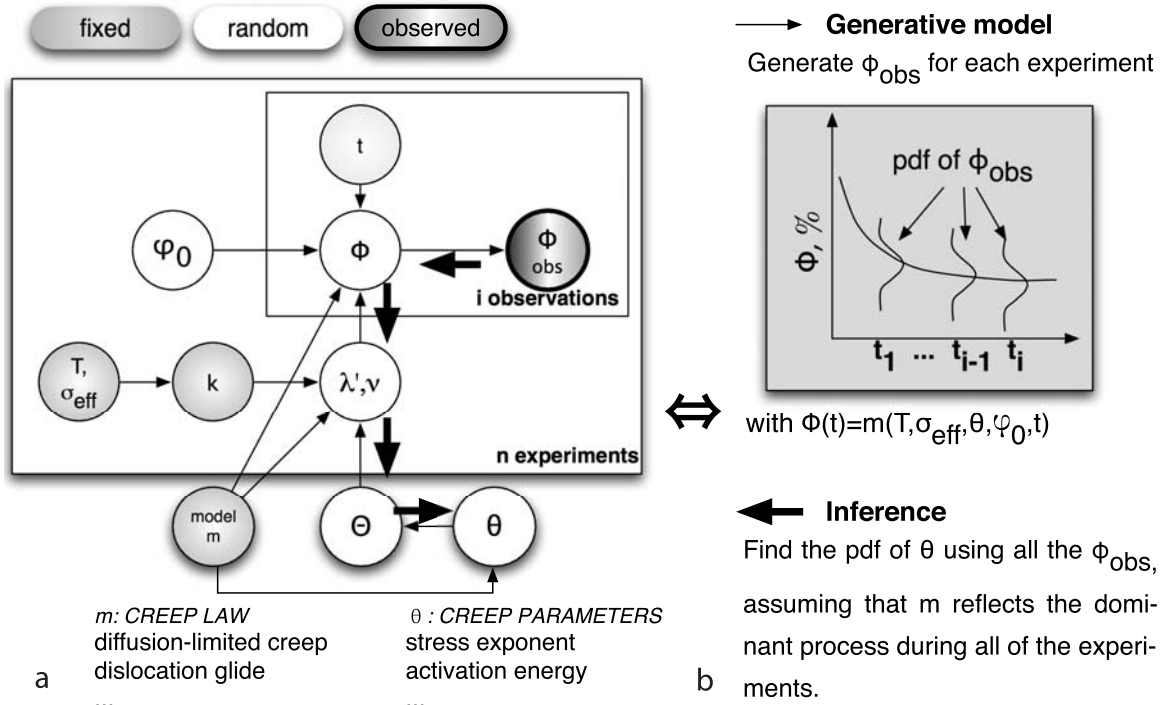 fixed
random
observed
t
φ0
Φ
Φ
obs
i observations
T,
σeff
k
λ',ν
n experiments
model
m
Θ
θ
m: CREEP LAW
diffusion-limited creep
dislocation glide
...
θ : CREEP PARAMETERS
stress exponent
activation energy
...
a
Generative model
Generate ϕobs for each experiment
pdf of ϕobs
Φ, %
t1 ... ti-1 ti
with Φ(t)=m(T,σeff,θ,φ0,t)
Inference
Find the pdf of θ using all the ϕobs,
assuming that m reflects the domi-
nant process during all of the experi-
ments.
b